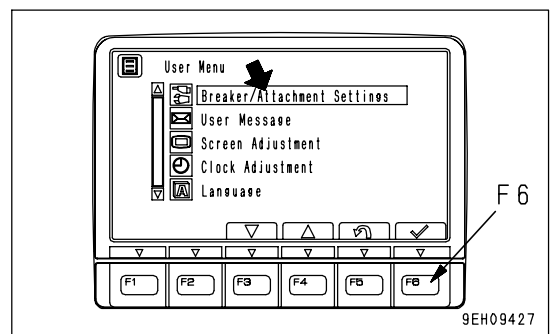 User Menu
Breaker/Attachment Settings
User Message
Screen Adjustment
Clock Adjustment
A Language
F6
F1 F2 F3 F4 F5 F6
9EH09427